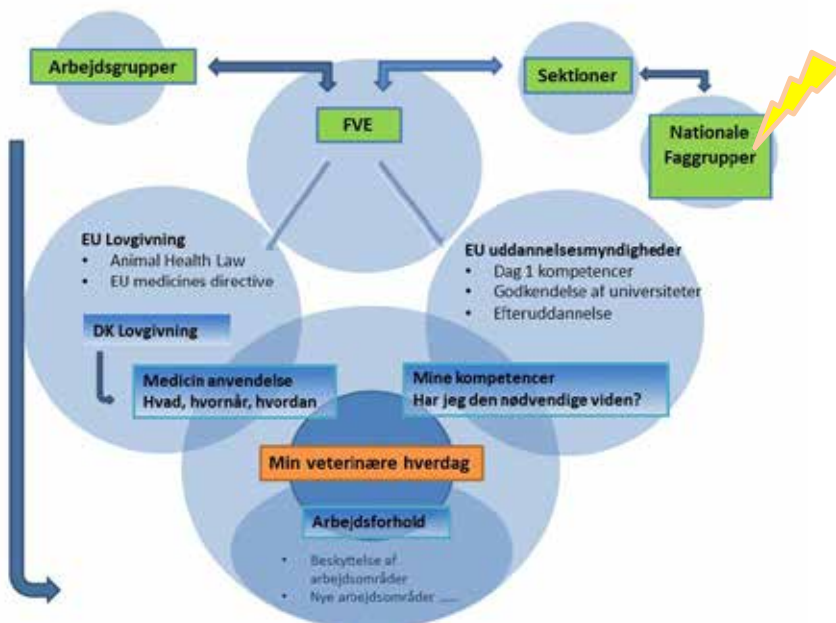 Arbejdsgrupper
Sektioner
FVE
Nationale
Faggrupper
EU Lovgivning
• Animal Health Law
• EU medicines directive
DK Lovgivning
Medicin anvendelse
Hvad, hvornår, hvordan
EU uddannelsesmyndigheder
• Dag 1 kompetencer
• Godkendelse af universiteter
• Efteruddannelse
Mine kompetencer
Har jeg den nødvendige viden?
Min veterinære hverdag
Arbejdsforhold
• Beskyttelse af
arbejdsområder
• Nye arbejdsområder .....